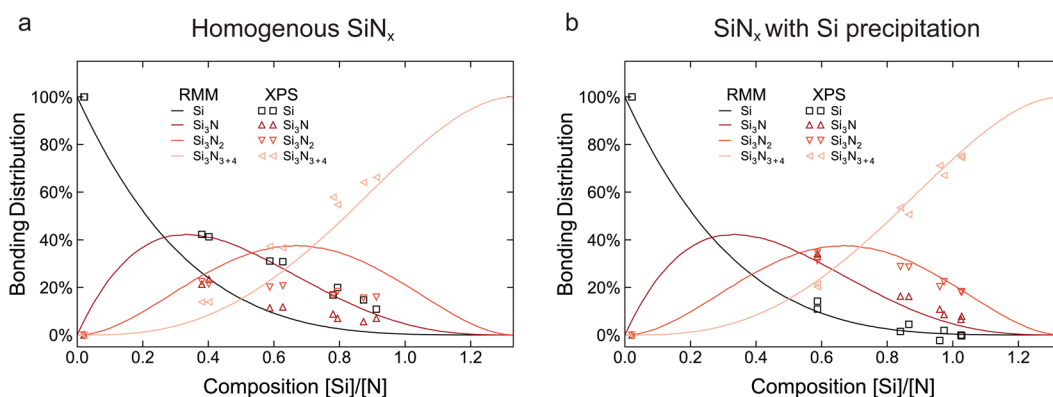 a
Homogenous SiNx
Bonding Distribution
100%
80%
60%
40%
20%
0%
RMM XPS
Si Si
Si3N Si3N
Si3N2 Si3N2
Si3N3+4 Si3N3+4
0.0 0.2 0.4 0.6 0.8 1.0 1.2
Composition [Si]/[N]
b
SiNx with Si precipitation
Bonding Distribution
100%
80%
60%
40%
20%
0%
RMM XPS
Si Si
Si3N Si3N
Si3N2 Si3N2
Si3N3+4 Si3N3+4
0.0 0.2 0.4 0.6 0.8 1.0 1.2
Composition [Si]/[N]